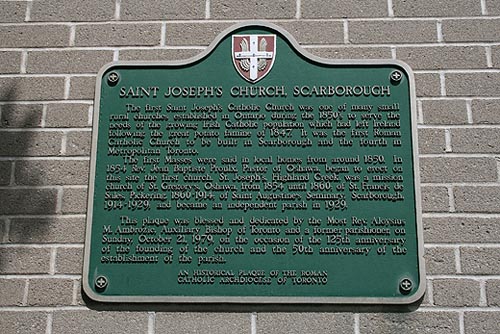 SAINT JOSEPH'S CHURCH, SCARBOROUGH
The first Saint Joseph's Catholic Church was one of many small
rural churches established in Ontario during the 1850's to serve the
needs of the growing Irish Catholic population which had left Ireland
following the great potato famine of 1847. It was the first Roman
Catholic Church to be built in Scarborough and the fourth in
Metropolitan Toronto.
The first Masses were said in local homes from around 1850. In
1854 Rev. Jean Baptiste Proulx, Pastor of Oshawa, began to erect on
this site the first church. St. Joseph's, Highland Creek, was a mission
church of St. Gregory's, Oshawa, from 1854 until 1860, of St. Francis de
Sales, Pickering, 1860-1914, of Saint Augustine's Seminary, Scarborough,
1914-1929, and became an independent parish in 1929.
This plaque was blessed and dedicated by the Most Rev. Aloysius
M. Ambrozic, Auxiliary Bishop of Toronto and a former parishioner, on
Sunday, October 21, 1979, on the occasion of the 125th anniversary
of the founding of the church and the 50th anniversary of the
establishment of the parish.
AN HISTORICAL PLAQUE OF THE ROMAN
CATHOLIC ARCHDIOCESE OF TORONTO